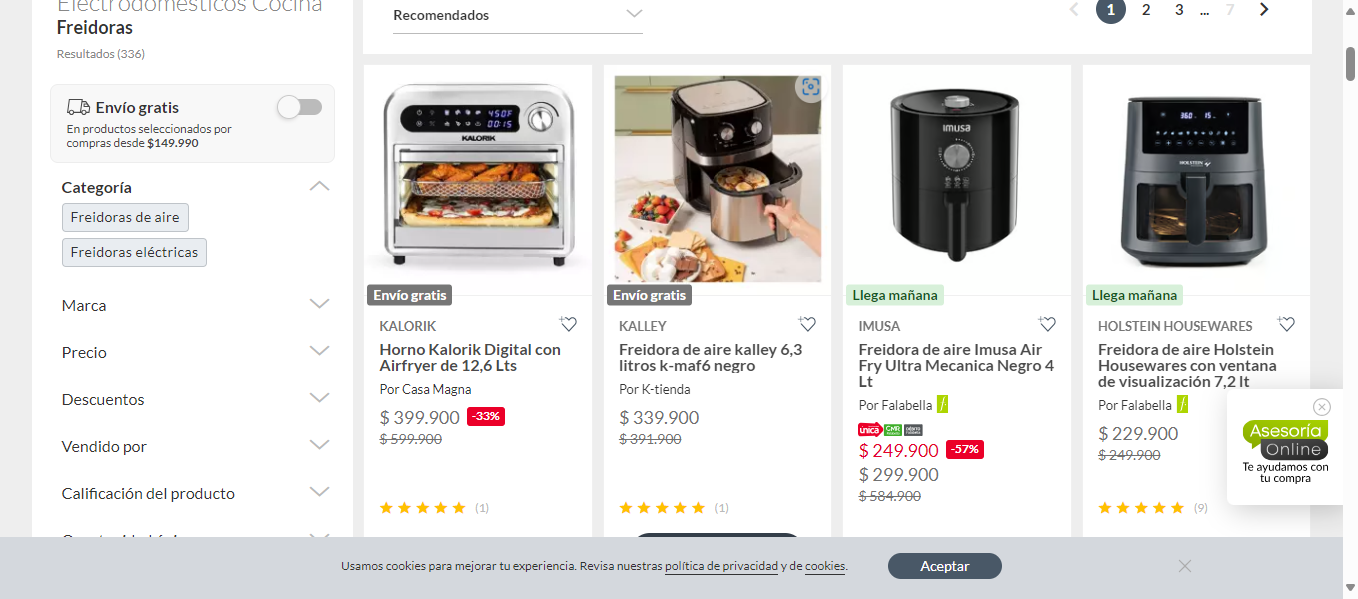 Electrodomésticos Cocina
Freidoras
Resultados (336)
Envío gratis
En productos seleccionados por
compras desde $149.990
Categoría
Freidoras de aire
Freidoras eléctricas
Marca
Precio
Descuentos
Vendido por
Calificación del producto
Recomendados
1 2 3 ... 7
450F
00:15
KALORIK
Envío gratis
KALORIK
Horno Kalorik Digital con
Airfryer de 12,6 Lts
Por Casa Magna
$ 399.900 -33%
$ 599.900
(1)
Envío gratis
KALLEY
Freidora de aire kalley 6,3
litros k-maf6 negro
Por K-tienda
$ 339.900
$ 391.900
(1)
imusa
Llega mañana
IMUSA
Freidora de aire Imusa Air
Fry Ultra Mecanica Negro 4
Lt
Por Falabella f
única CMR
$ 249.900 -57%
$ 299.900
$ 584.900
360 15
HOLSTEIN
Llega mañana
HOLSTEIN HOUSEWARES
Freidora de aire Holstein
Housewares con ventana
de visualización 7,2 lt
Por Falabella f
$ 229.900
$ 249.900
(9)
Asesoría
Online
Te ayudamos con
tu compra
Usamos cookies para mejorar tu experiencia. Revisa nuestras política de privacidad y de cookies.
Aceptar